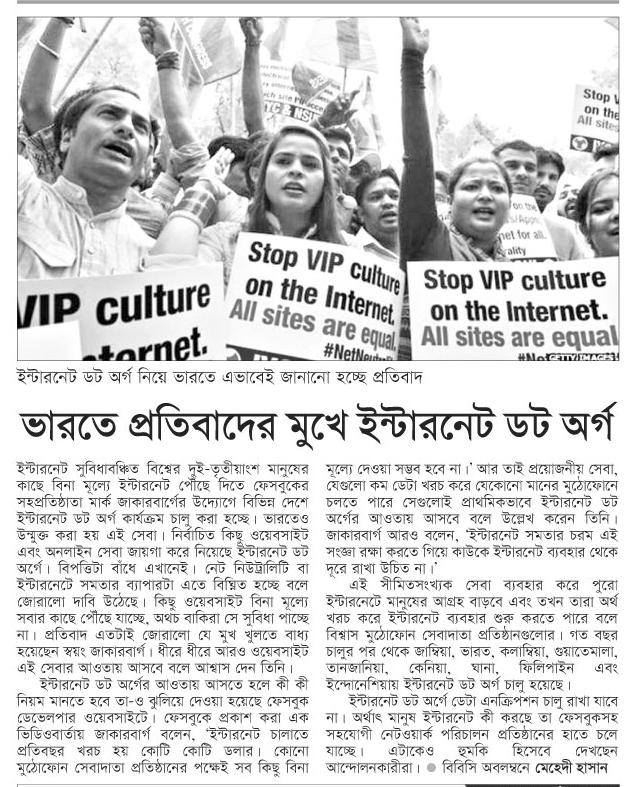 YC & NSUI
Stop V
on the
All sites
Stop VIP culture
on the Internet.
All sites are equal.
#NetNeutr
VIP culture
ternet.
Stop VIP culture
on the Internet.
All sites are equal
#Ne
GETTY IMAGES
ইন্টারনেট ডট অর্গ নিয়ে ভারতে এভাবেই জানানো হচ্ছে প্রতিবাদ
ভারতে প্রতিবাদের মুখে ইন্টারনেট ডট অর্গ
ইন্টারনেট সুবিধাবঞ্চিত বিশ্বের দুই-তৃতীয়াংশ মানুষের
কাছে বিনা মূল্যে ইন্টারনেট পৌঁছে দিতে ফেসবুকের
সহপ্রতিষ্ঠাতা মার্ক জাকারবার্গের উদ্যোগে বিভিন্ন দেশে
ইন্টারনেট ডট অর্গ কার্যক্রম চালু করা হচ্ছে। ভারতেও
উন্মুক্ত করা হয় এই সেবা। নির্বাচিত কিছু ওয়েবসাইট
এবং অনলাইন সেবা জায়গা করে নিয়েছে ইন্টারনেট ডট
অর্গে। বিপত্তিটা বাঁধে এখানেই। নেট নিউট্রালিটি বা
ইন্টারনেটে সমতার ব্যাপারটা এতে বিঘ্নিত হচ্ছে বলে
জোরালো দাবি উঠেছে। কিছু ওয়েবসাইট বিনা মূল্যে
সবার কাছে পৌঁছে যাচ্ছে, অথচ বাকিরা সে সুবিধা পাচ্ছে
না। প্রতিবাদ এতটাই জোরালো যে মুখ খুলতে বাধ্য
হয়েছেন স্বয়ং জাকারবার্গ। ধীরে ধীরে আরও ওয়েবসাইট
এই সেবার আওতায় আসবে বলে আশ্বাস দেন তিনি।
ইন্টারনেট ডট অর্গের আওতায় আসতে হলে কী কী
নিয়ম মানতে হবে তা-ও ঝুলিয়ে দেওয়া হয়েছে ফেসবুক
ডেভেলপার ওয়েবসাইটে। ফেসবুকে প্রকাশ করা এক
ভিডিওবার্তায় জাকারবার্গ বলেন, ‘ইন্টারনেট চালাতে
প্রতিবছর খরচ হয় কোটি কোটি ডলার। কোনো
মুঠোফোন সেবাদাতা প্রতিষ্ঠানের পক্ষেই সব কিছু বিনা
মূল্যে দেওয়া সম্ভব হবে না।’ আর তাই প্রয়োজনীয় সেবা,
যেগুলো কম ডেটা খরচ করে যেকোনো মানের মুঠোফোনে
চলতে পারে সেগুলোই প্রাথমিকভাবে ইন্টারনেট ডট
অর্গের আওতায় আসবে বলে উল্লেখ করেন তিনি।
জাকারবার্গ আরও বলেন, ‘ইন্টারনেট সমতার চরম এই
সংজ্ঞা রক্ষা করতে গিয়ে কাউকে ইন্টারনেট ব্যবহার থেকে
দূরে রাখা উচিত না।’
এই সীমিতসংখ্যক সেবা ব্যবহার করে পুরো
ইন্টারনেটে মানুষের আগ্রহ বাড়বে এবং তখন তারা অর্থ
খরচ করে ইন্টারনেট ব্যবহার শুরু করতে পারে বলে
বিশ্বাস মুঠোফোন সেবাদাতা প্রতিষ্ঠানগুলোর। গত বছর
চালুর পর থেকে জাম্বিয়া, ভারত, কলাম্বিয়া, গুয়াতেমালা,
তানজানিয়া, কেনিয়া, ঘানা, ফিলিপাইন এবং
ইন্দোনেশিয়ায় ইন্টারনেট ডট অর্গ চালু হয়েছে।
ইন্টারনেট ডট অর্গে ডেটা এনক্রিপশন চালু রাখা যাবে
না। অর্থাৎ মানুষ ইন্টারনেট কী করছে তা ফেসবুকসহ
সহযোগী নেটওয়ার্ক পরিচালন প্রতিষ্ঠানের হাতে চলে
যাচ্ছে। এটাকেও হুমকি হিসেবে দেখছেন
আন্দোলনকারীরা। ● বিবিসি অবলম্বনে মেহেদী হাসান